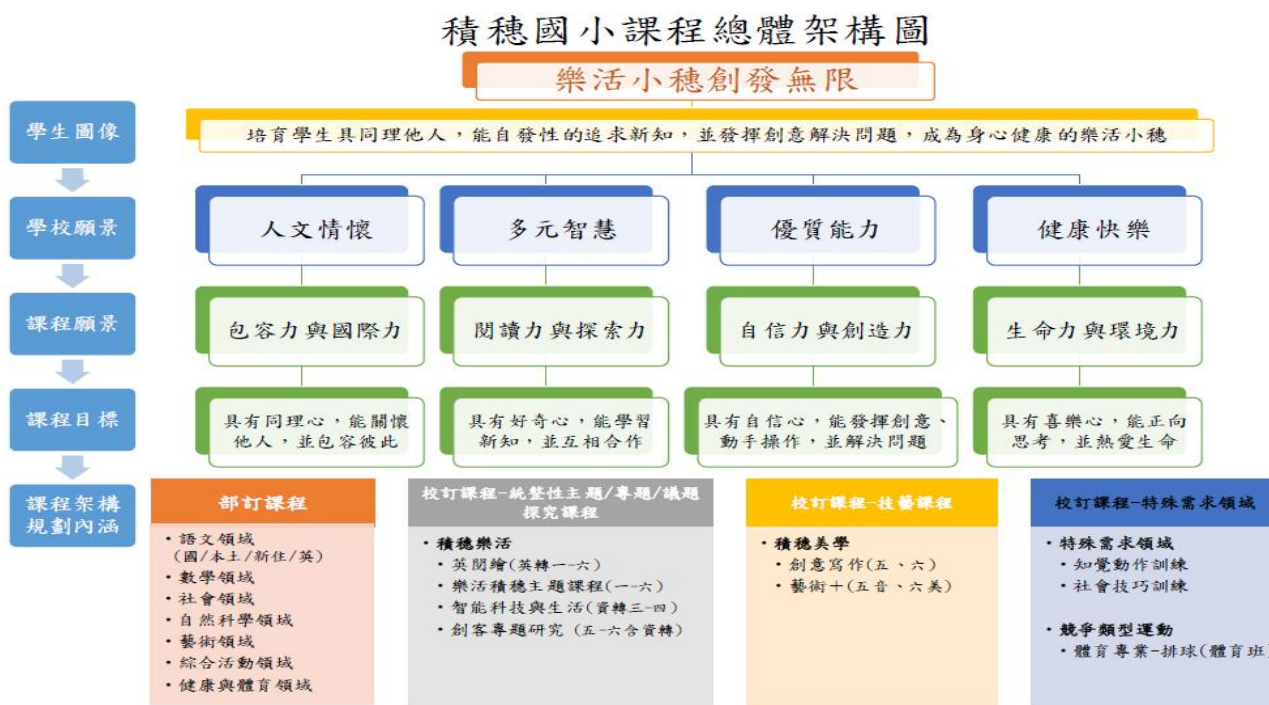 積穗國小課程總體架構圖
樂活小穗創發無限
學生圖像
培育學生具同理他人，能自發性的追求新知，並發揮創意解決問題，成為身心健康的樂活小穗
學校願景
人文情懷
多元智慧
優質能力
健康快樂
課程願景
包容力與國際力
閱讀力與探索力
自信力與創造力
生命力與環境力
課程目標
具有同理心，能關懷
他人，並包容彼此
具有好奇心，能學習
新知，並互相合作
具有自信心，能發揮創意、
動手操作，並解決問題
具有喜樂心，能正向
思考，並熱愛生命
課程架構
規劃內涵
部訂課程
・語文領域
(國/本土/新住/英)
・數學領域
・社會領域
・自然科學領域
・藝術領域
・綜合活動領域
・健康與體育領域
校訂課程-統整性主題/專題/議題
探究課程
・積穗樂活
・英閱繪(英轉一-六)
・樂活積穗主題課程(一-六)
・智能科技與生活(資轉三-四)
・創客專題研究 (五-六含資轉)
校訂課程-技藝課程
・積穗美學
・創意寫作(五、六)
・藝術＋(五音、六美)
校訂課程-特殊需求領域
・特殊需求領域
・知覺動作訓練
・社會技巧訓練
・競爭類型運動
・體育專業-排球(體育班)